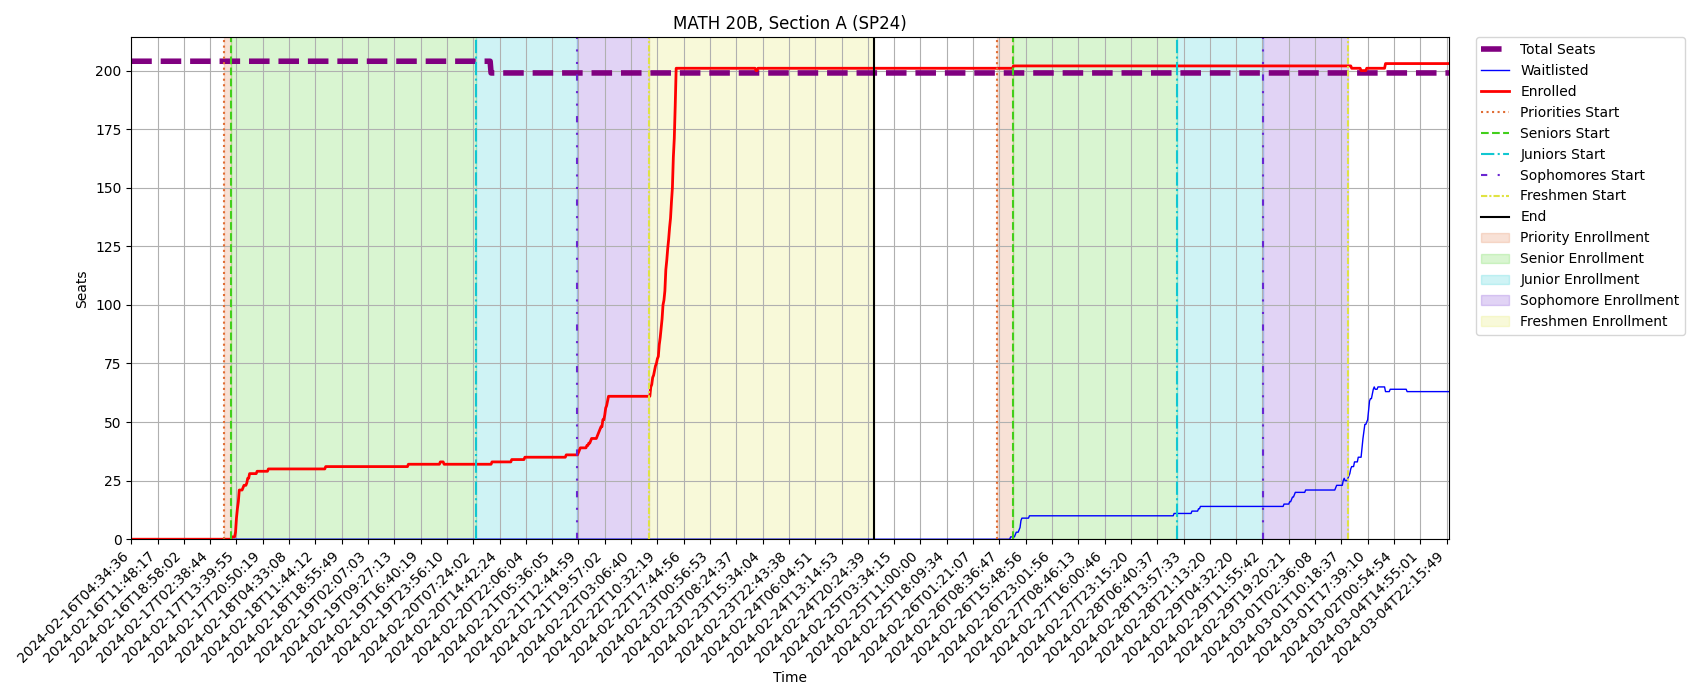 MATH 20B, Section A (SP24)
Seats
200
175
150
125
100
75
50
25
0
2024-02-16T04:34:36
2024-02-16T11:48:17
2024-02-16T18:58:02
2024-02-17T02:38:44
2024-02-17T13:39:55
2024-02-17T20:50:19
2024-02-18T04:33:08
2024-02-18T11:44:12
2024-02-18T18:55:49
2024-02-19T02:07:03
2024-02-19T09:27:13
2024-02-19T16:40:19
2024-02-19T23:56:10
2024-02-20T07:24:02
2024-02-20T14:42:24
2024-02-20T22:06:04
2024-02-21T05:36:05
2024-02-21T12:44:59
2024-02-21T19:57:02
2024-02-22T03:06:40
2024-02-22T10:32:19
2024-02-22T17:44:56
2024-02-23T00:56:53
2024-02-23T08:24:37
2024-02-23T15:34:04
2024-02-23T22:43:38
2024-02-24T06:04:51
2024-02-24T13:14:53
2024-02-24T20:24:39
2024-02-25T03:34:15
2024-02-25T11:00:00
2024-02-25T18:09:34
2024-02-26T01:21:07
2024-02-26T08:36:47
2024-02-26T15:48:56
2024-02-26T23:01:56
2024-02-27T08:46:13
2024-02-27T16:00:46
2024-02-27T23:15:20
2024-02-28T06:40:37
2024-02-28T13:57:33
2024-02-28T21:13:20
2024-02-29T04:32:20
2024-02-29T11:55:42
2024-02-29T19:20:21
2024-03-01T02:36:08
2024-03-01T10:18:37
2024-03-01T17:39:10
2024-03-02T00:54:54
2024-03-04T14:55:01
2024-03-04T22:15:49
Time
Total Seats
Waitlisted
Enrolled
Priorities Start
Seniors Start
Juniors Start
Sophomores Start
Freshmen Start
End
Priority Enrollment
Senior Enrollment
Junior Enrollment
Sophomore Enrollment
Freshmen Enrollment